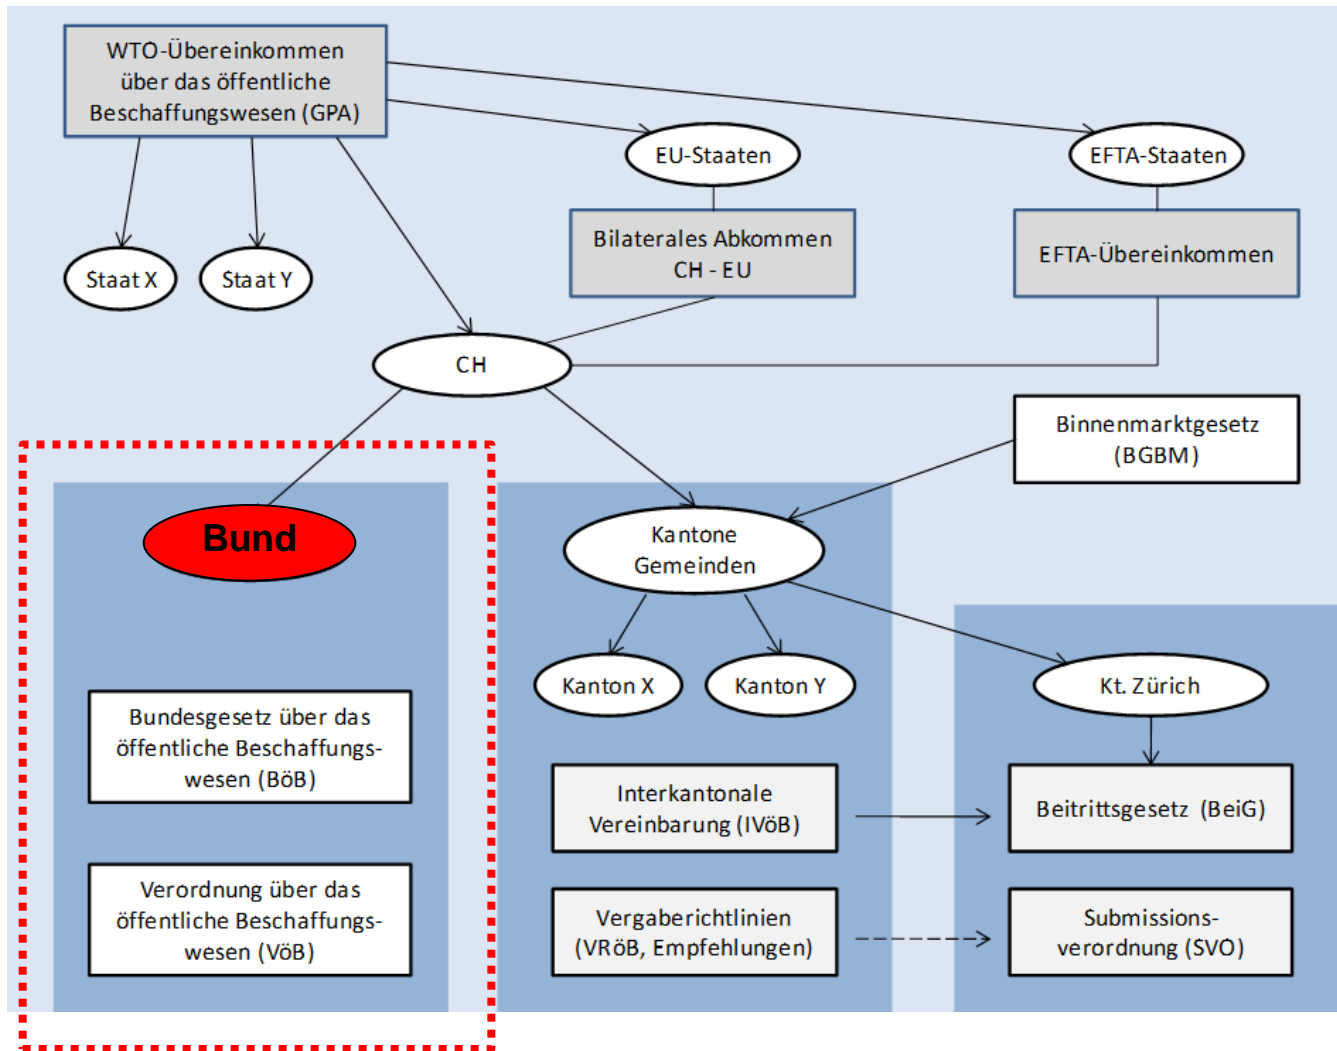 WTO-Übereinkommen
über das öffentliche
Beschaffungswesen (GPA)
EU-Staaten
EFTA-Staaten
Staat X
Staat Y
Bilaterales Abkommen
CH - EU
EFTA-Übereinkommen
CH
Binnenmarktgesetz
(BGBM)
Bund
Kantone
Gemeinden
Kanton X
Kanton Y
Kt. Zürich
Bundesgesetz über das
öffentliche Beschaffungs-
wesen (BöB)
Interkantonale
Vereinbarung (IVöB)
Beitrittsgesetz (BeiG)
Verordnung über das
öffentliche Beschaffungs-
wesen (VöB)
Vergaberichtlinien
(VRöB, Empfehlungen)
Submissions-
verordnung (SVO)